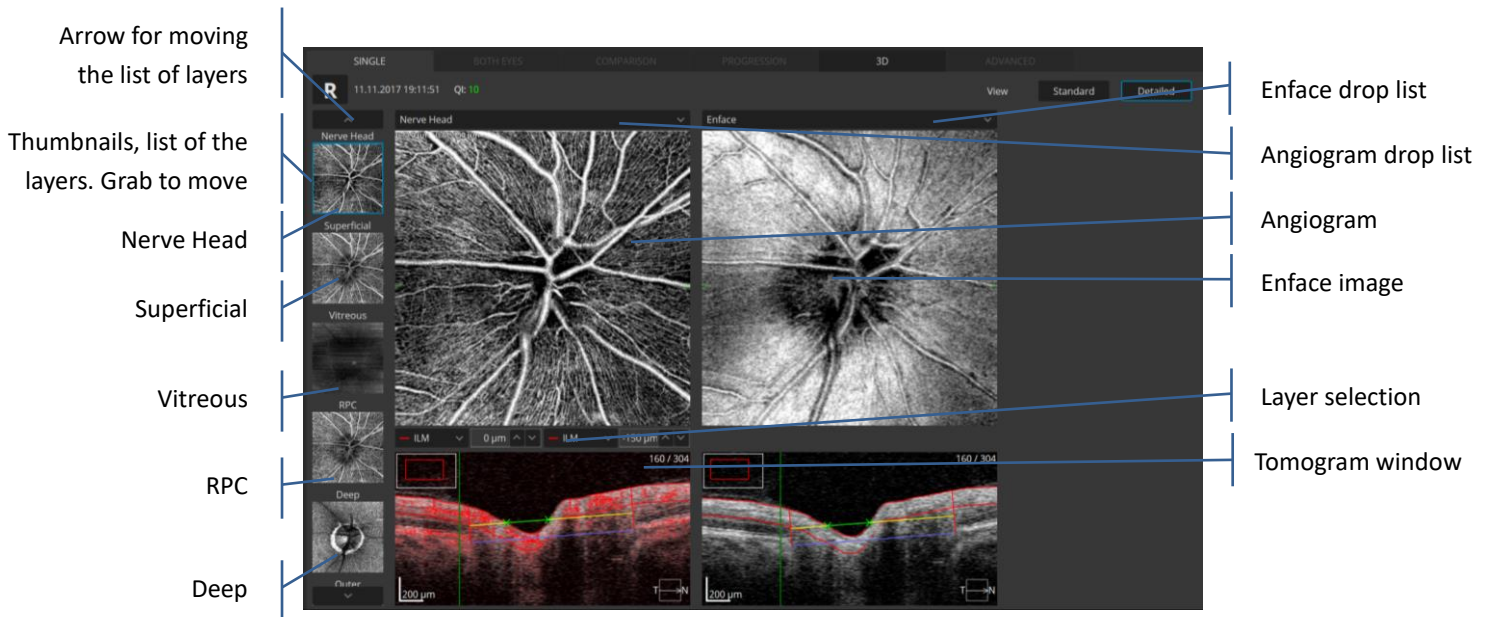 Arrow for moving
the list of layers
Thumbnails, list of the
layers. Grab to move
Nerve Head
Superficial
Vitreous
RPC
Deep
SINGLE
BOTH EYES
COMPARISON
PROGRESSION
3D
ADVANCED
R
11.11.2017 19:11:51 QI: 10
View
Standard
Detailed
Nerve Head
Superficial
Vitreous
RPC
Deep
Outer
Nerve Head
Enface
ILM
0 µm
ILM
-150 µm
160 / 304
200 µm
T N
160 / 304
200 µm
T N
Enface drop list
Angiogram drop list
Angiogram
Enface image
Layer selection
Tomogram window